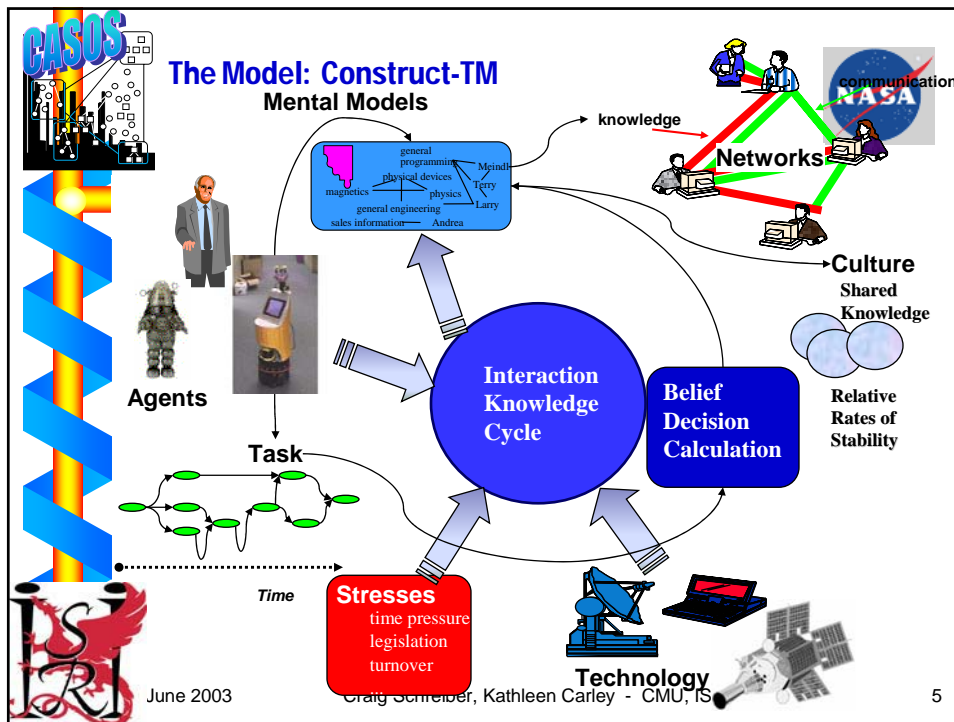 CASOS
The Model: Construct-TM
Mental Models
general
programming
Meindl
physical devices
Terry
magnetics
physics
Larry
general engineering
sales information
Andrea
knowledge
communication
NASA
Networks
Culture
Shared
Knowledge
Relative
Rates of
Stability
Agents
Interaction
Knowledge
Cycle
Belief
Decision
Calculation
Task
Time
Stresses
time pressure
legislation
turnover
Technology
ISRI
June 2003
Craig Schreiber, Kathleen Carley - CMU, IS
5